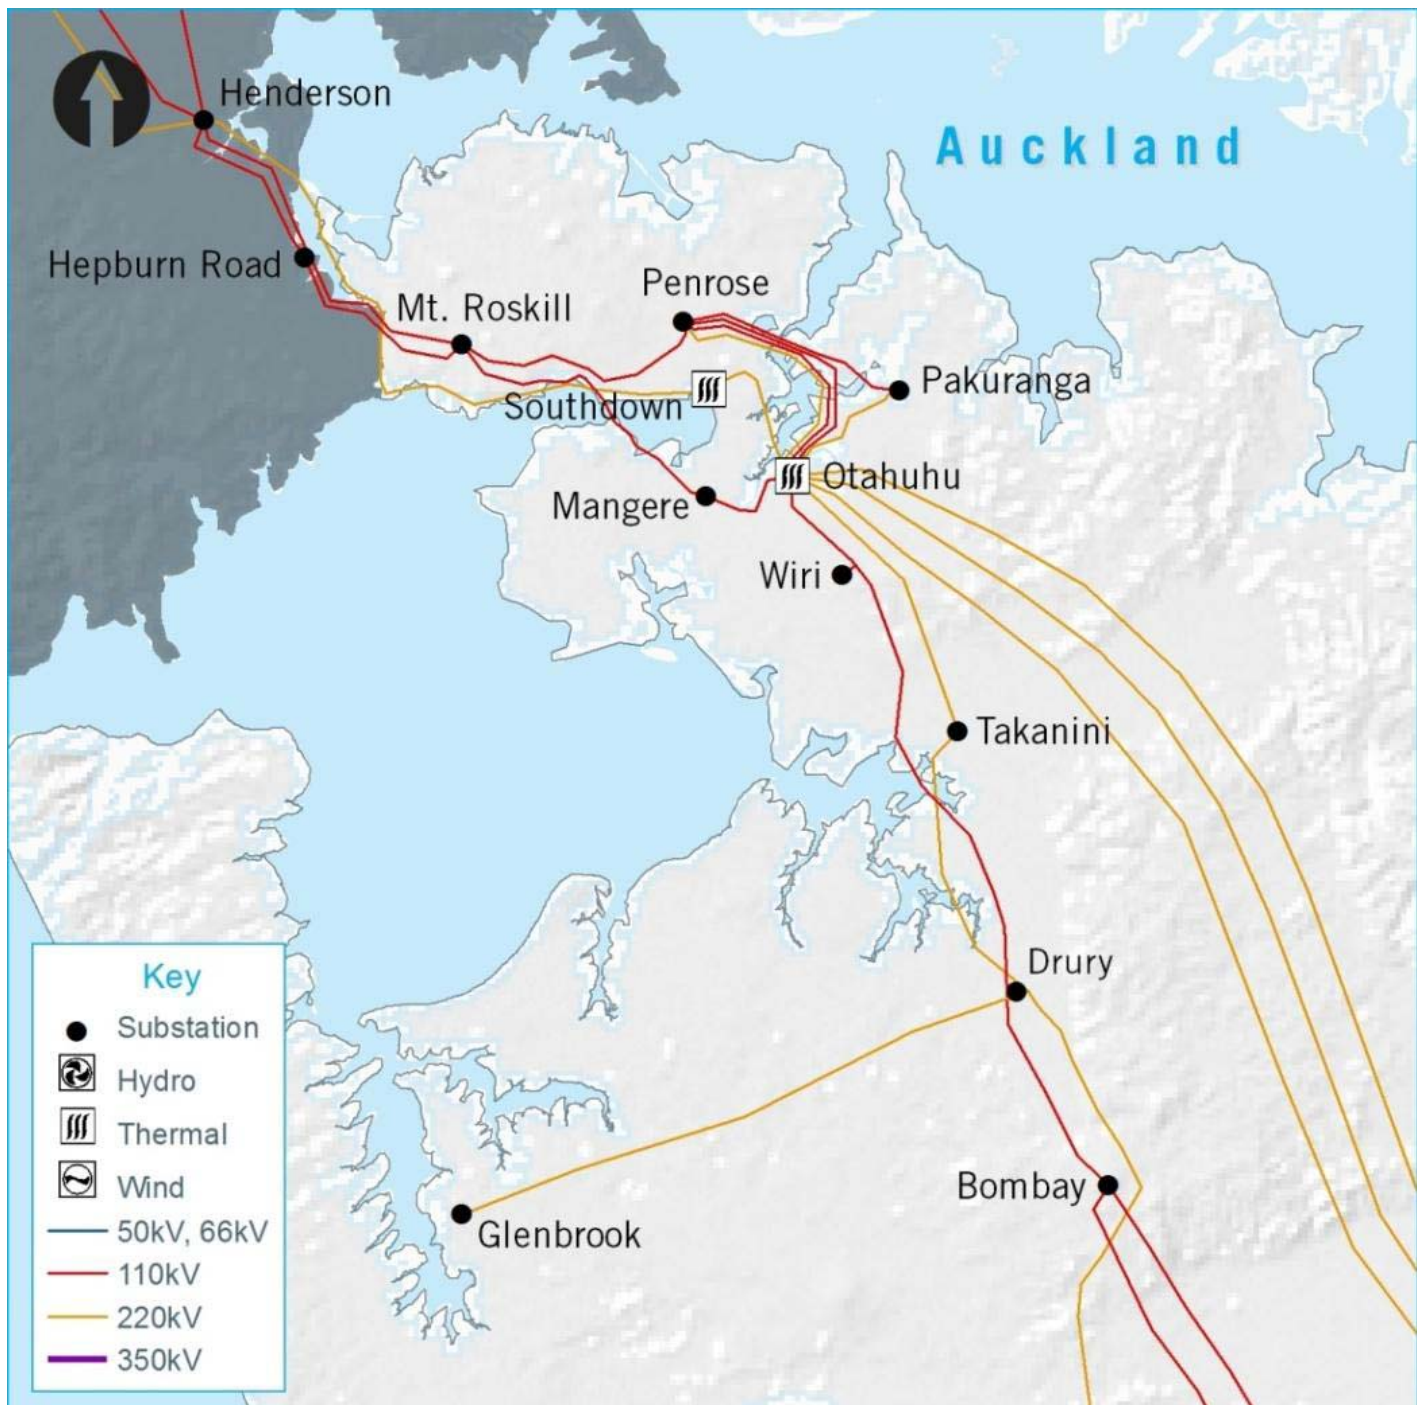 Henderson
Auckland
Hepburn Road
Penrose
Mt. Roskill
Pakuranga
Southdown
Otahuhu
Mangere
Wiri
Takanini
Drury
Bombay
Glenbrook
Key
Substation
Hydro
Thermal
Wind
50kV, 66kV
110kV
220kV
350kV